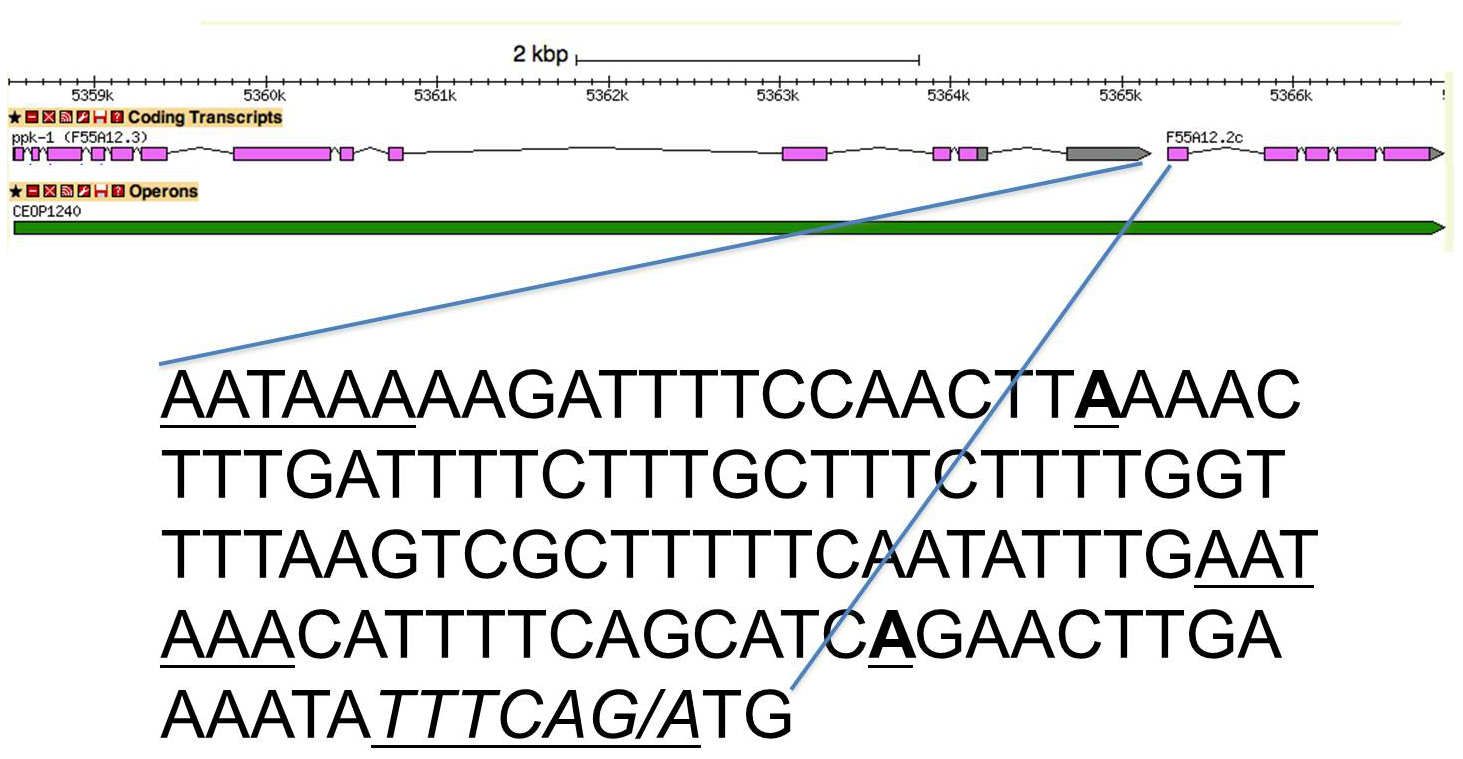 2 kbp
5359k 5360k 5361k 5362k 5363k 5364k 5365k 5366k
Coding Transcripts
ppk-1 (F55A12.3) F55A12.2c
Operons
CEOP1240
AATAAAAAAGATTTTCCAACTTAAAAAC
TTTGATTTTCTTTGCTTTCTTTTGGT
TTTAAGTCGCTTTTTCAATATTTGAAT
AAACATTTTCAGCATCAGAACTTGA
AAATATTTCAG/ATG